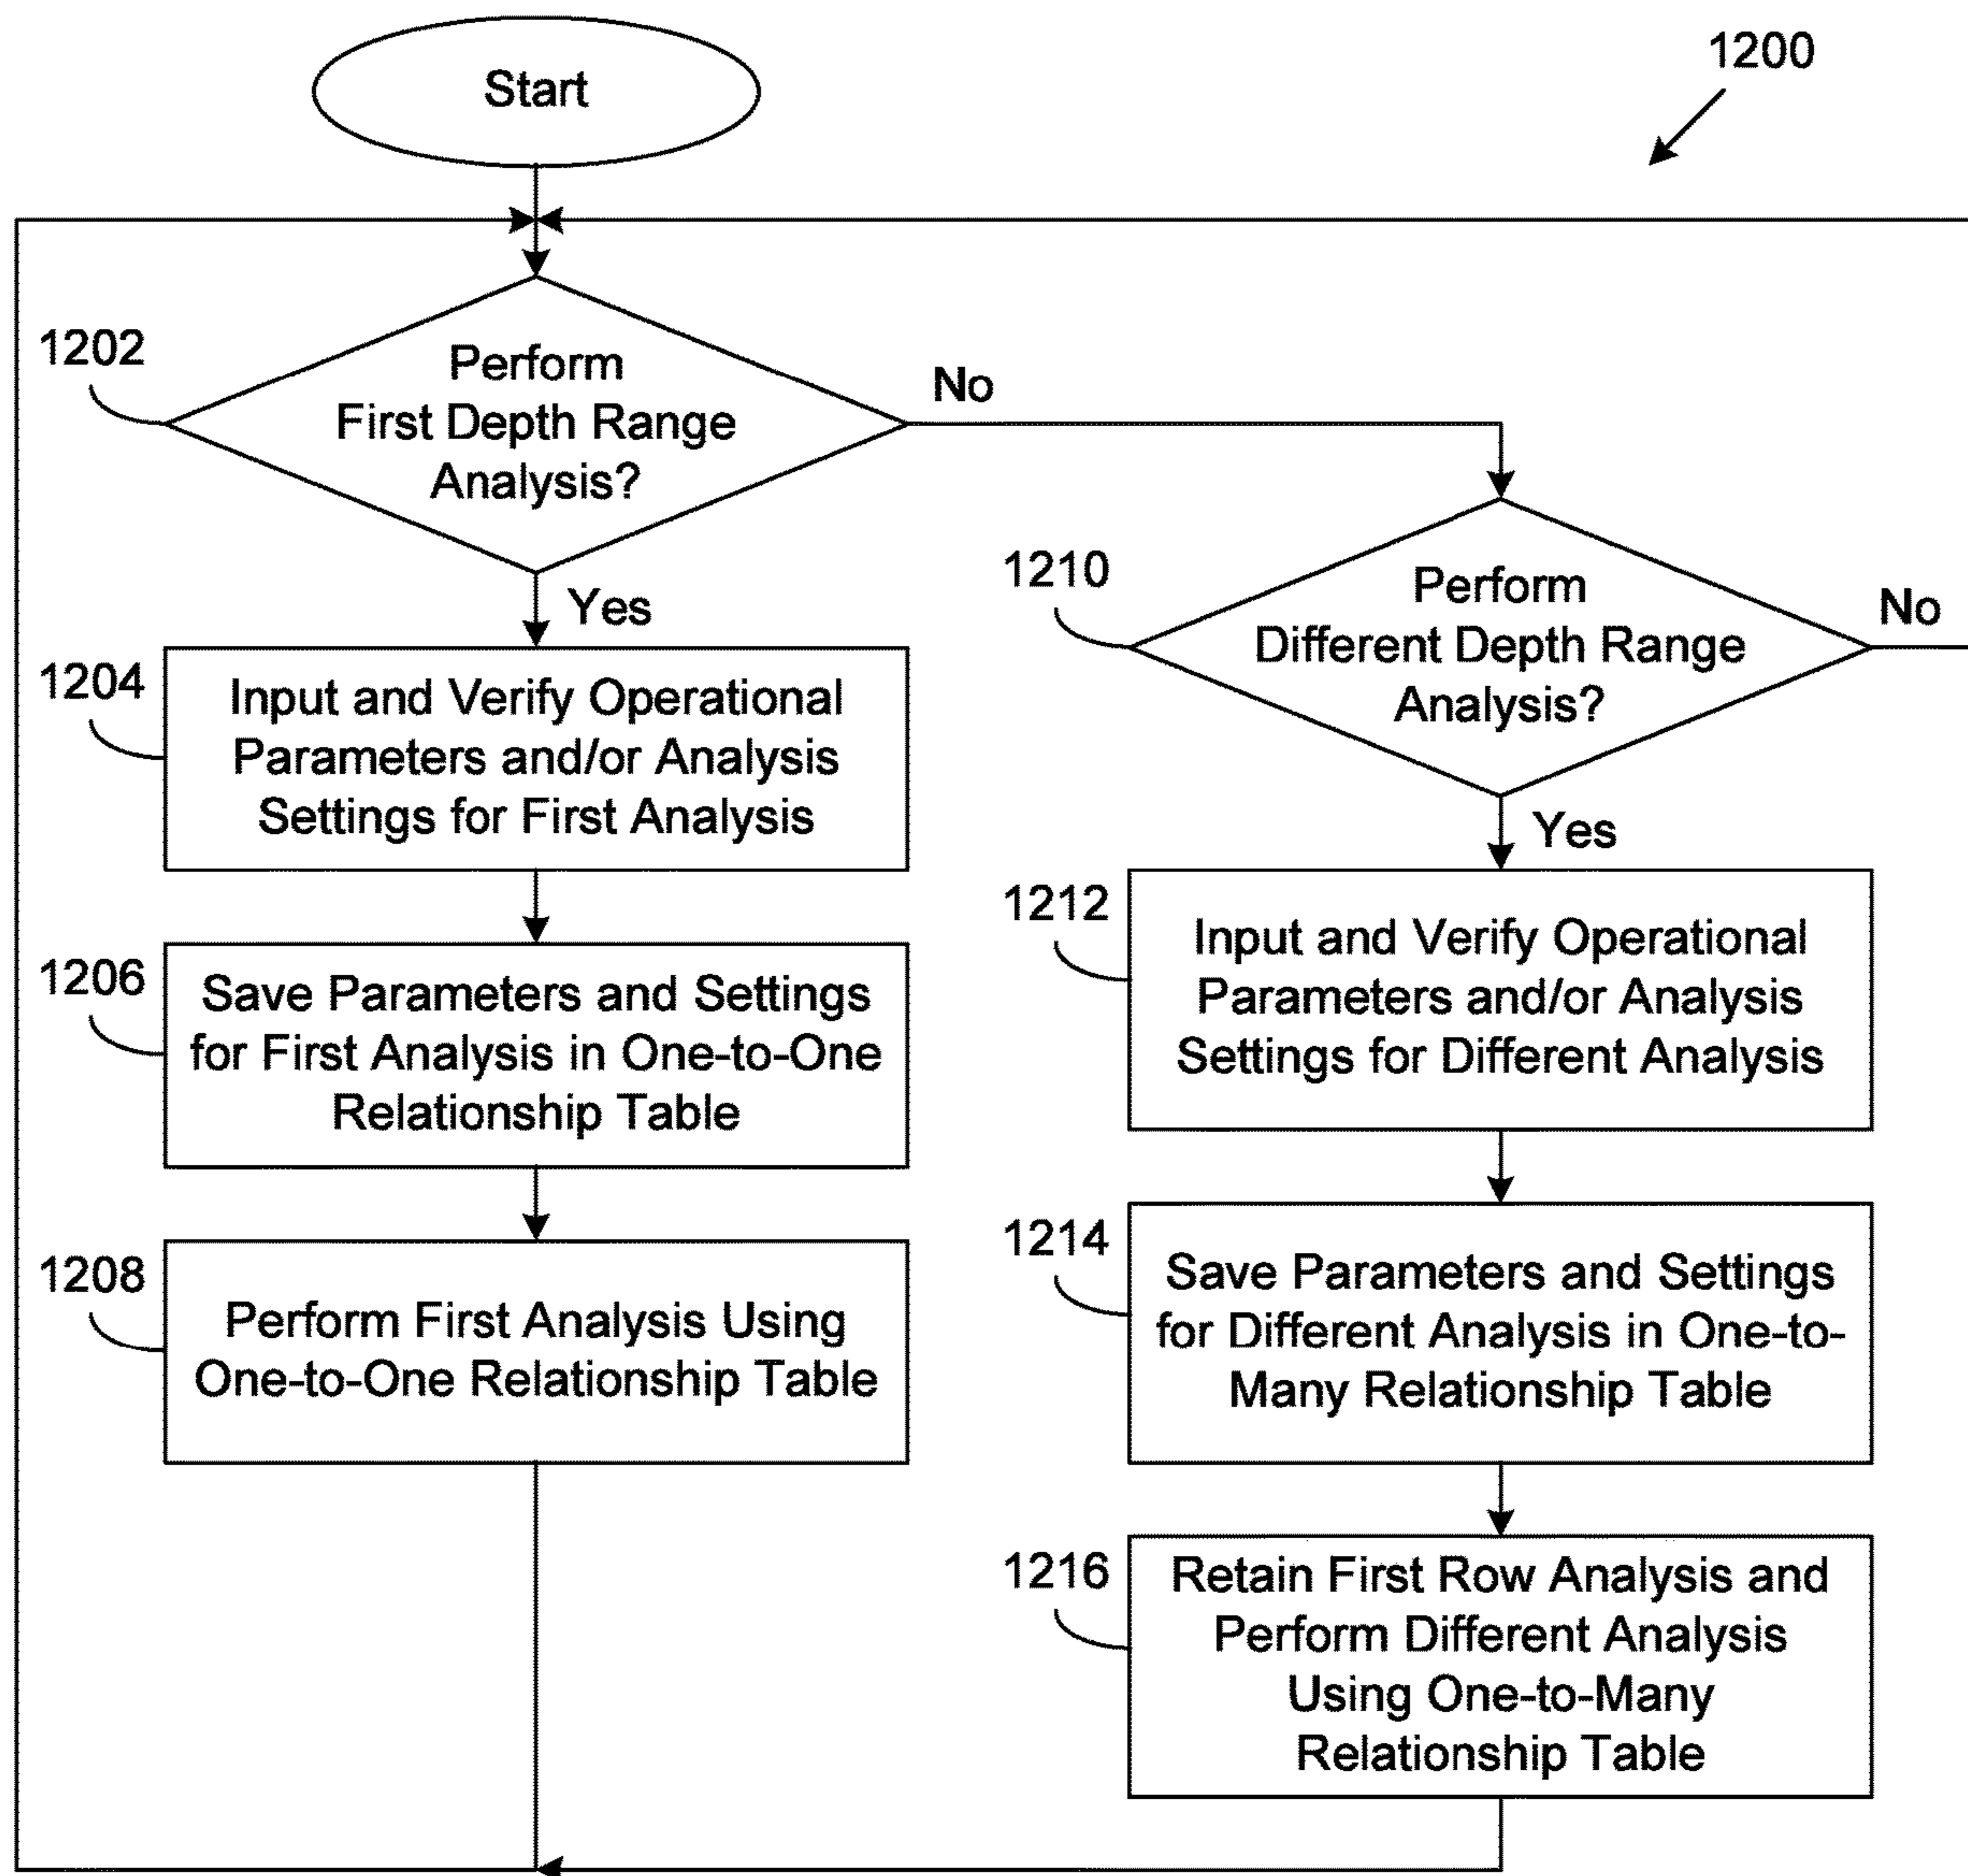 Start
1200
1202
Perform
First Depth Range
Analysis?
No
Yes
1204
Input and Verify Operational
Parameters and/or Analysis
Settings for First Analysis
1206
Save Parameters and Settings
for First Analysis in One-to-One
Relationship Table
1208
Perform First Analysis Using
One-to-One Relationship Table
1210
Perform
Different Depth Range
Analysis?
No
Yes
1212
Input and Verify Operational
Parameters and/or Analysis
Settings for Different Analysis
1214
Save Parameters and Settings
for Different Analysis in One-to-
Many Relationship Table
1216
Retain First Row Analysis and
Perform Different Analysis
Using One-to-Many
Relationship Table